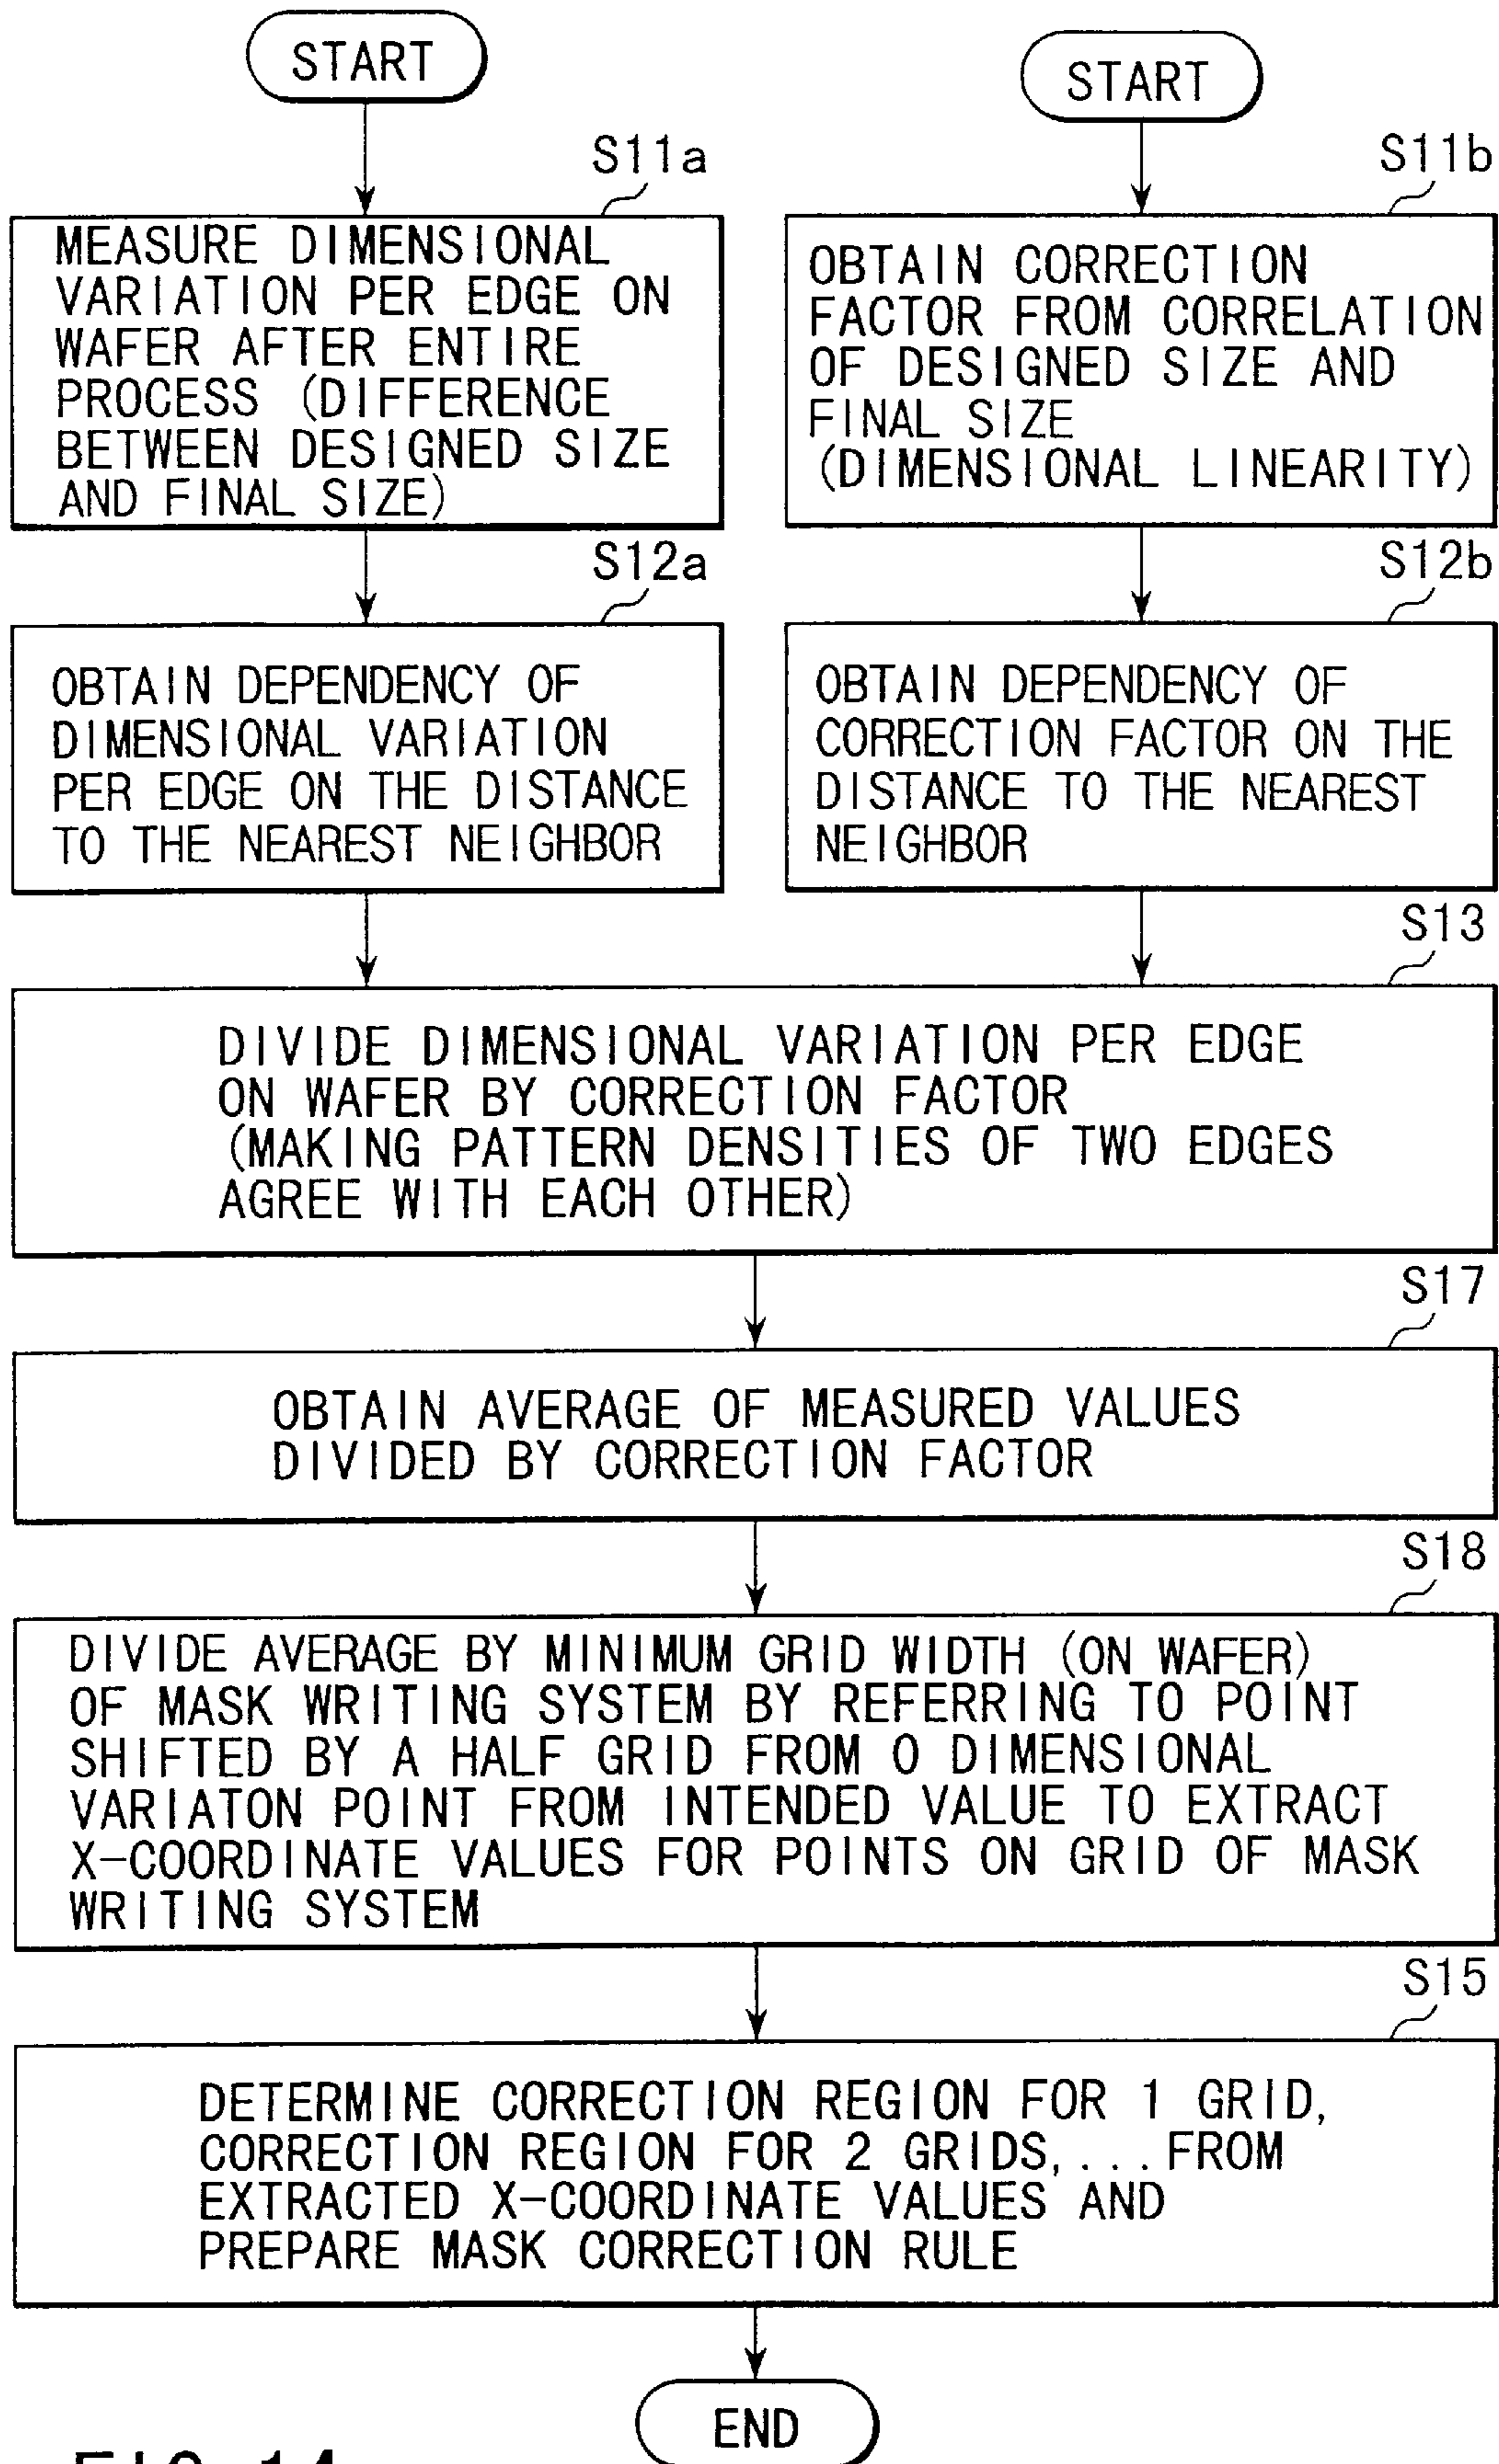 START
START
S11a
S11b
MEASURE DIMENSIONAL
VARIATION PER EDGE ON
WAFER AFTER ENTIRE
PROCESS (DIFFERENCE
BETWEEN DESIGNED SIZE
AND FINAL SIZE)
OBTAIN CORRECTION
FACTOR FROM CORRELATION
OF DESIGNED SIZE AND
FINAL SIZE
(DIMENSIONAL LINEARITY)
S12a
S12b
OBTAIN DEPENDENCY OF
DIMENSIONAL VARIATION
PER EDGE ON THE DISTANCE
TO THE NEAREST NEIGHBOR
OBTAIN DEPENDENCY OF
CORRECTION FACTOR ON THE
DISTANCE TO THE NEAREST
NEIGHBOR
S13
DIVIDE DIMENSIONAL VARIATION PER EDGE
ON WAFER BY CORRECTION FACTOR
(MAKING PATTERN DENSITIES OF TWO EDGES
AGREE WITH EACH OTHER)
S17
OBTAIN AVERAGE OF MEASURED VALUES
DIVIDED BY CORRECTION FACTOR
S18
DIVIDE AVERAGE BY MINIMUM GRID WIDTH (ON WAFER)
OF MASK WRITING SYSTEM BY REFERRING TO POINT
SHIFTED BY A HALF GRID FROM 0 DIMENSIONAL
VARIATON POINT FROM INTENDED VALUE TO EXTRACT
X-COORDINATE VALUES FOR POINTS ON GRID OF MASK
WRITING SYSTEM
S15
DETERMINE CORRECTION REGION FOR 1 GRID,
CORRECTION REGION FOR 2 GRIDS,...FROM
EXTRACTED X-COORDINATE VALUES AND
PREPARE MASK CORRECTION RULE
END
FIG. 14